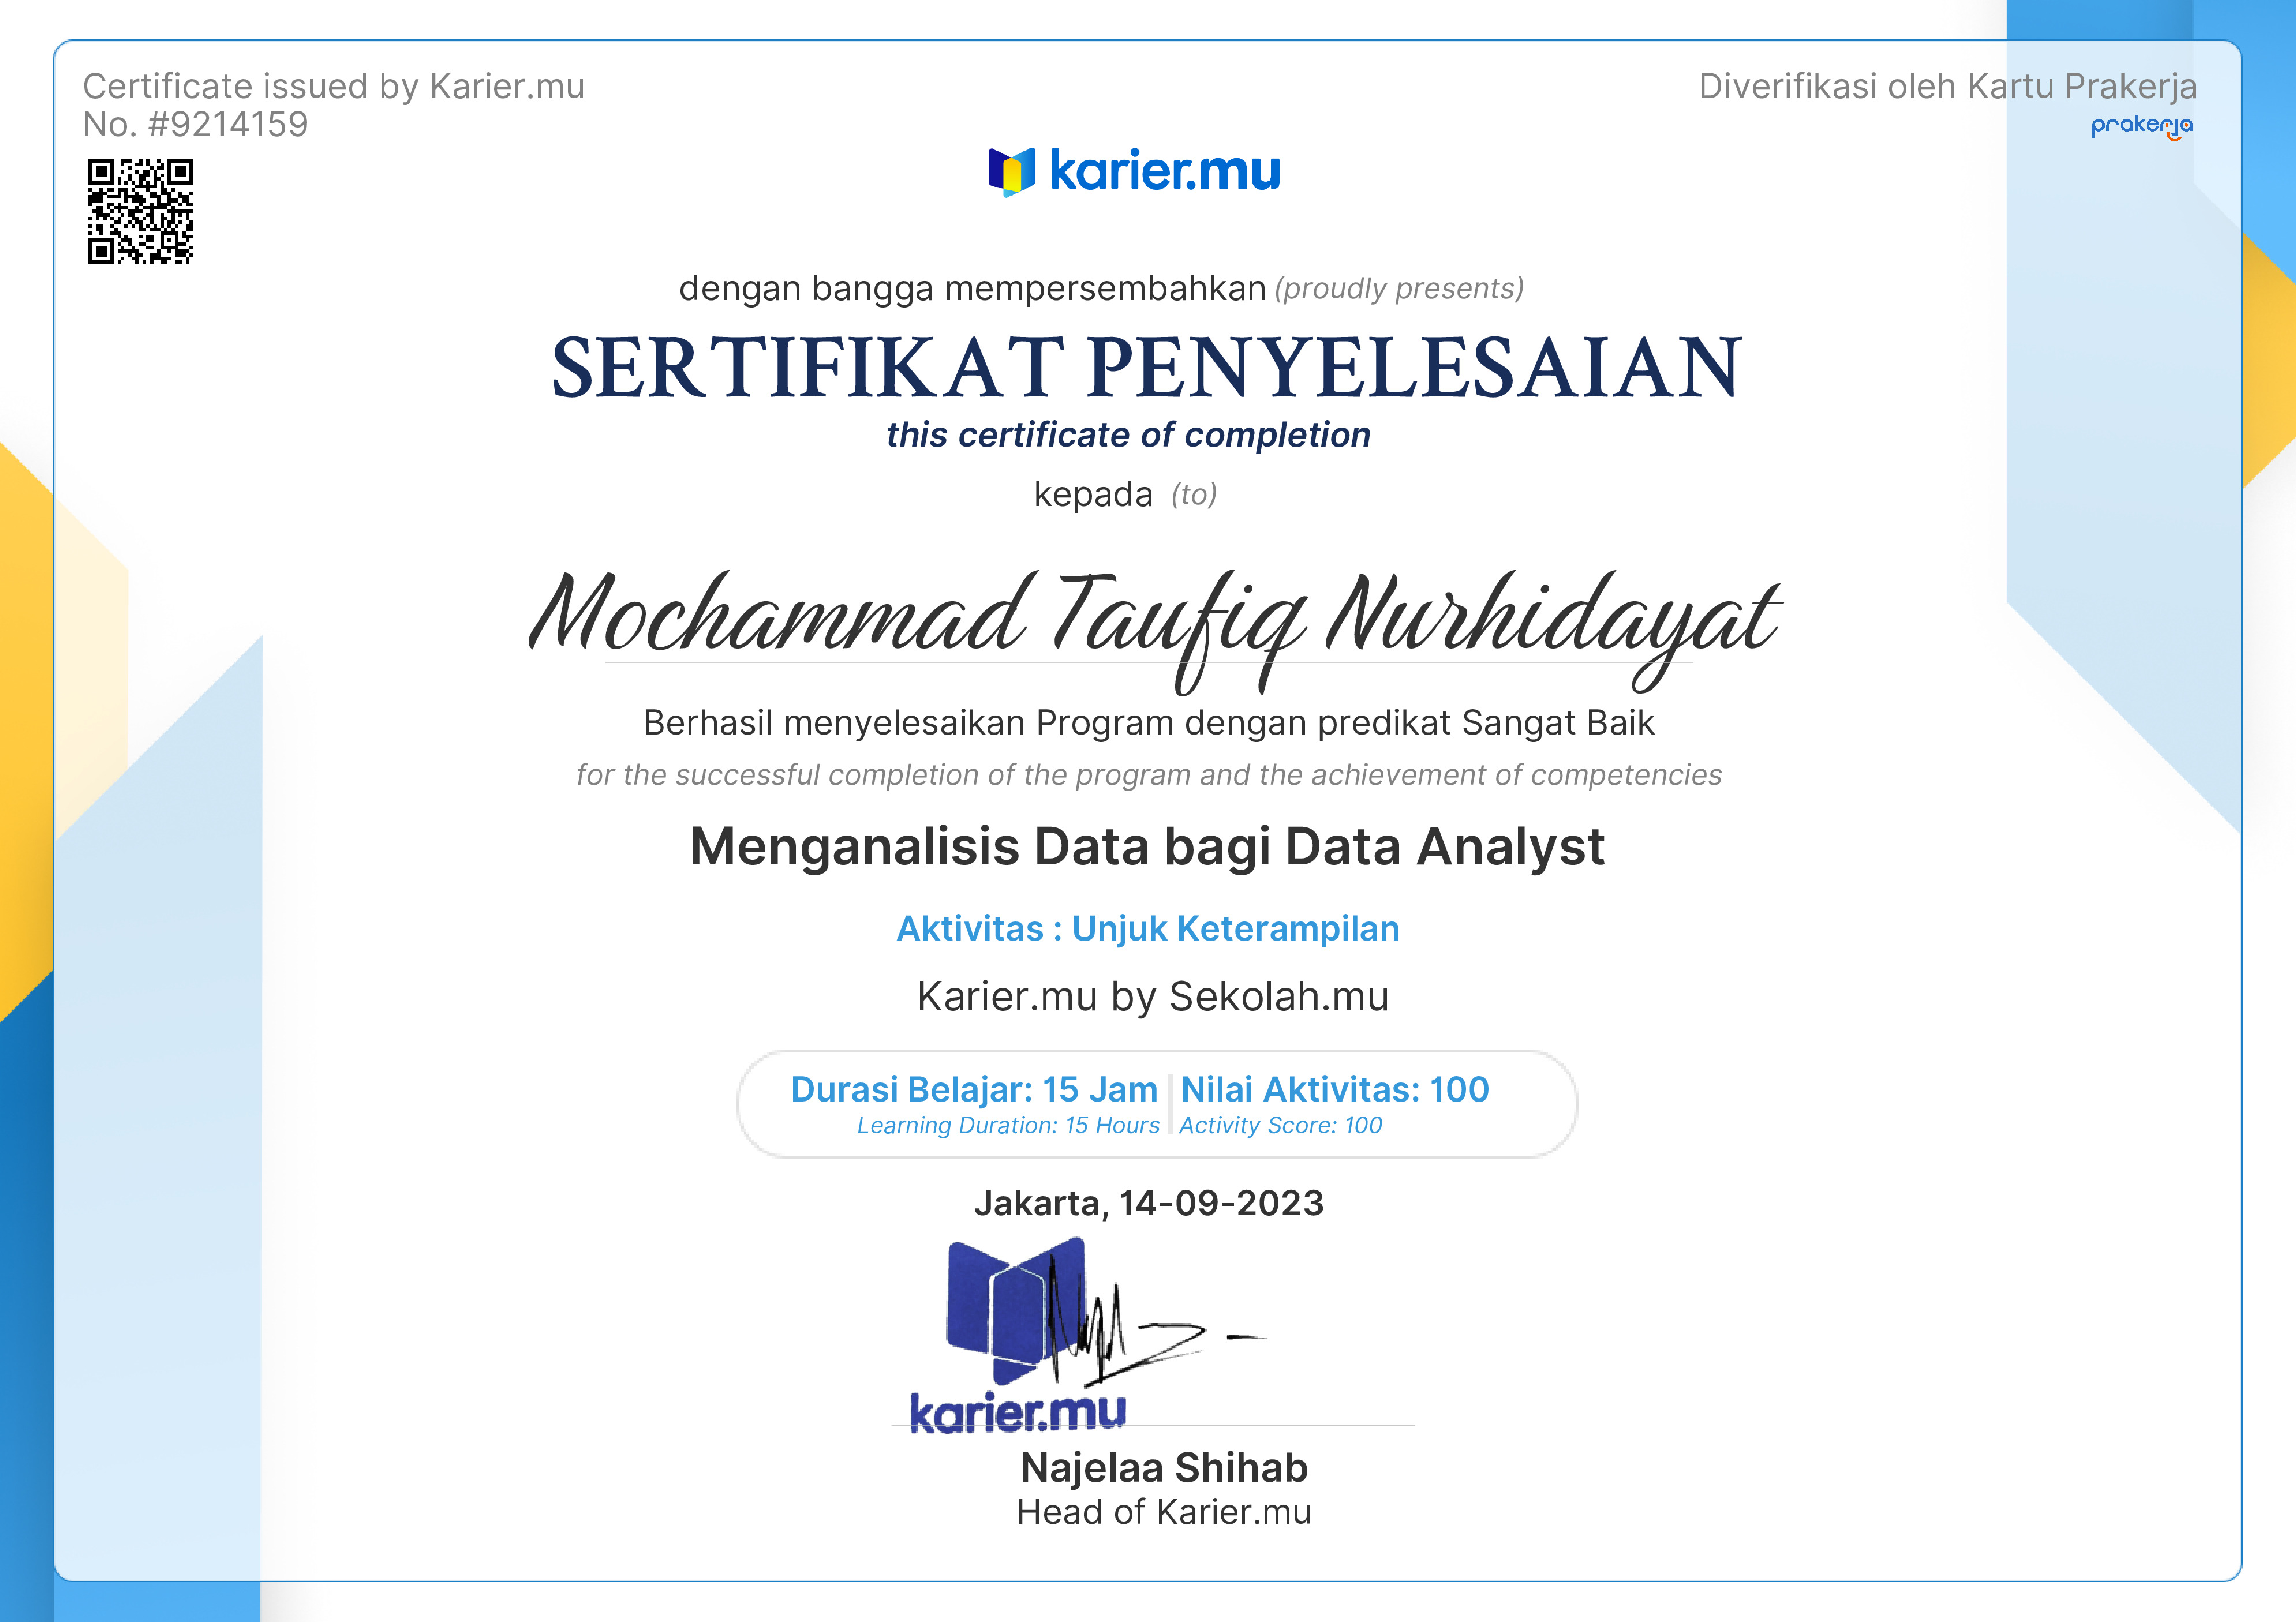 Certificate issued by Karier.mu
No. #9214159
Diverifikasi oleh Kartu Prakerja
prakerja
karier.mu
dengan bangga mempersembahkan (proudly presents)
SERTIFIKAT PENYELESAIAN
this certificate of completion
kepada (to)
Mochammad Taufiq Nurhidayat
Berhasil menyelesaikan Program dengan predikat Sangat Baik
for the successful completion of the program and the achievement of competencies
Menganalisis Data bagi Data Analyst
Aktivitas : Unjuk Keterampilan
Karier.mu by Sekolah.mu
Durasi Belajar: 15 Jam | Nilai Aktivitas: 100
Learning Duration: 15 Hours | Activity Score: 100
Jakarta, 14-09-2023
karier.mu
Najelaa Shihab
Head of Karier.mu